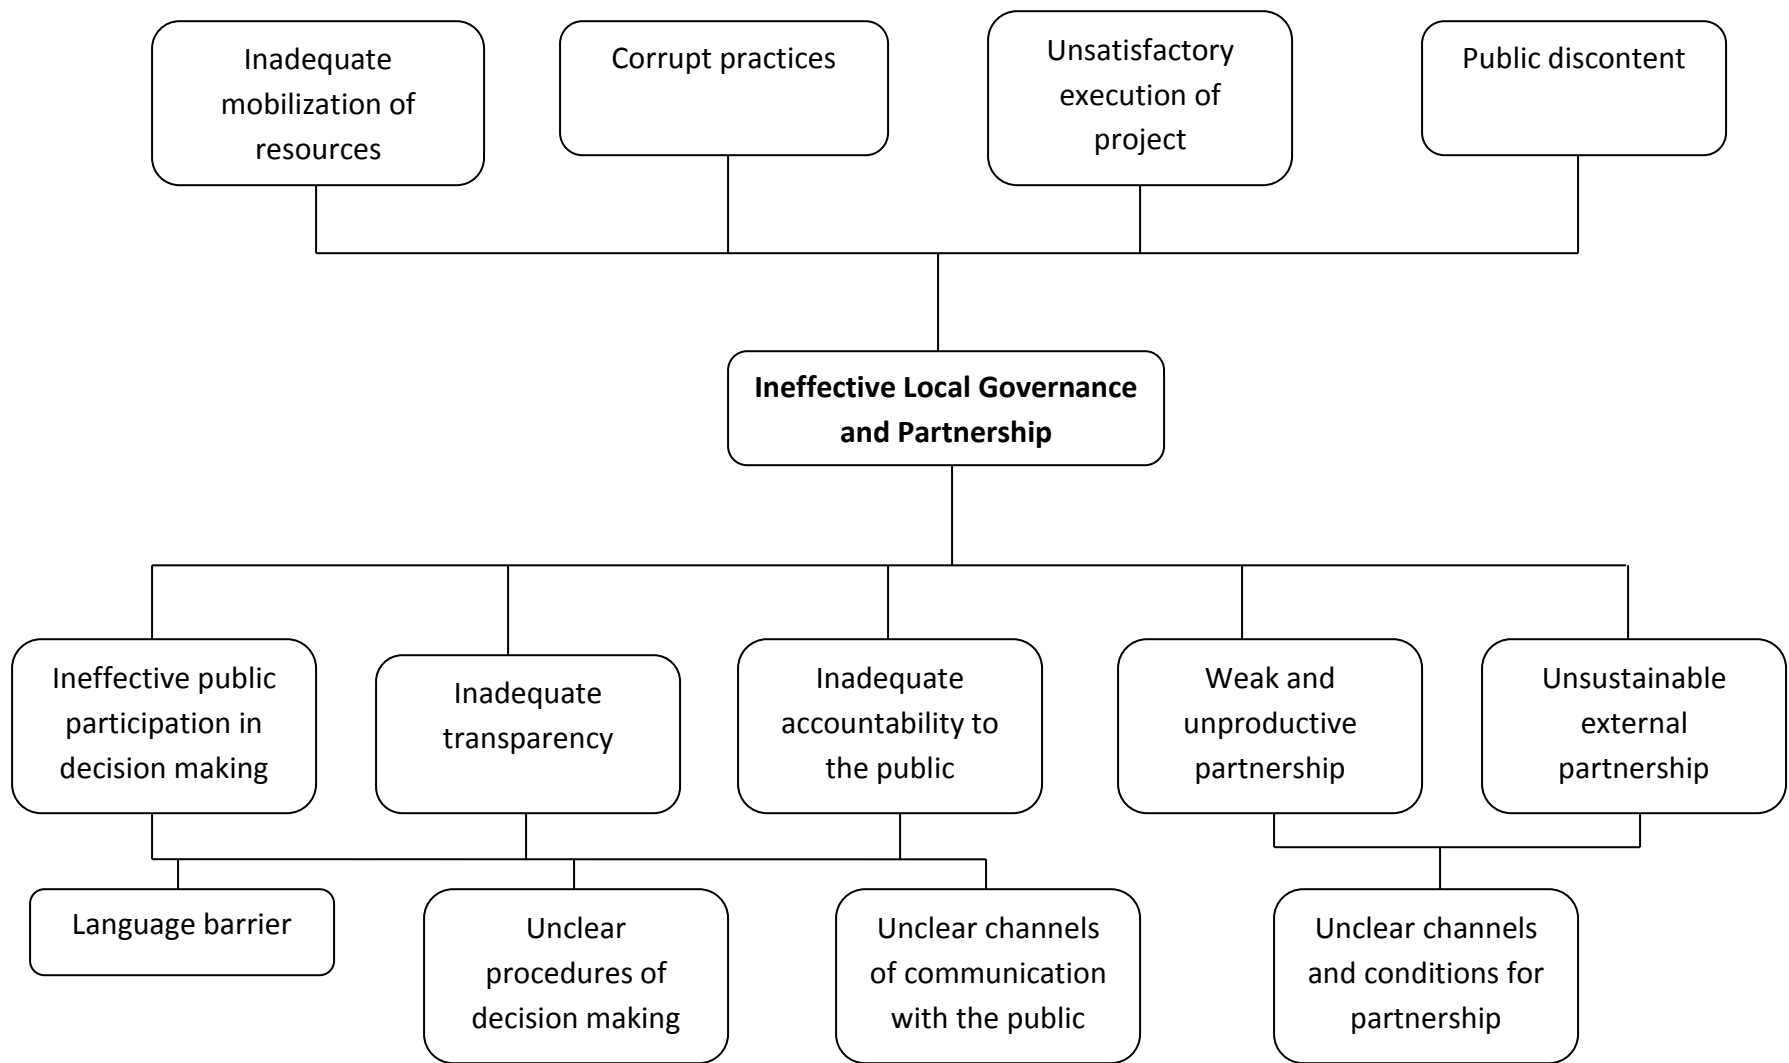 Inadequate
mobilization of
resources
Corrupt practices
Unsatisfactory
execution of
project
Public discontent
Ineffective Local Governance
and Partnership
Ineffective public
participation in
decision making
Inadequate
transparency
Inadequate
accountability to
the public
Weak and
unproductive
partnership
Unsustainable
external
partnership
Language barrier
Unclear
procedures of
decision making
Unclear channels
of communication
with the public
Unclear channels
and conditions for
partnership